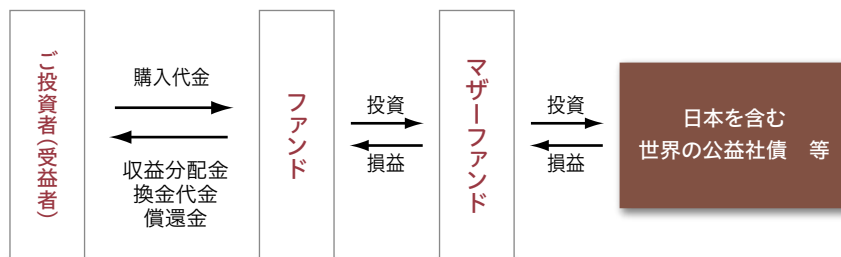 ご投資者(受益者)
購入代金
収益分配金
換金代金
償還金
ファンド
投資
損益
マザーファンド
投資
損益
日本を含む
世界の公益社債　等